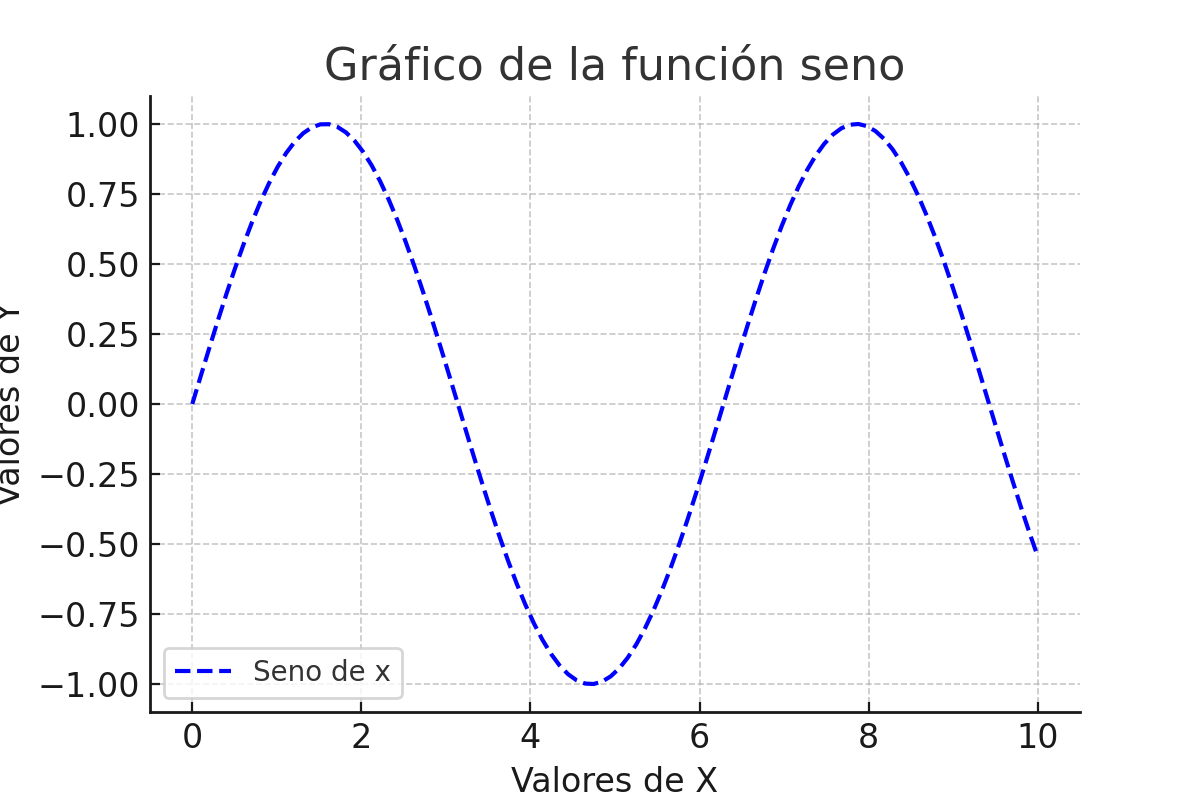 Gráfico de la función seno
1.00
0.75
0.50
0.25
0.00
−0.25
−0.50
−0.75
−1.00
Valores de Y
Seno de x
0 2 4 6 8 10
Valores de X